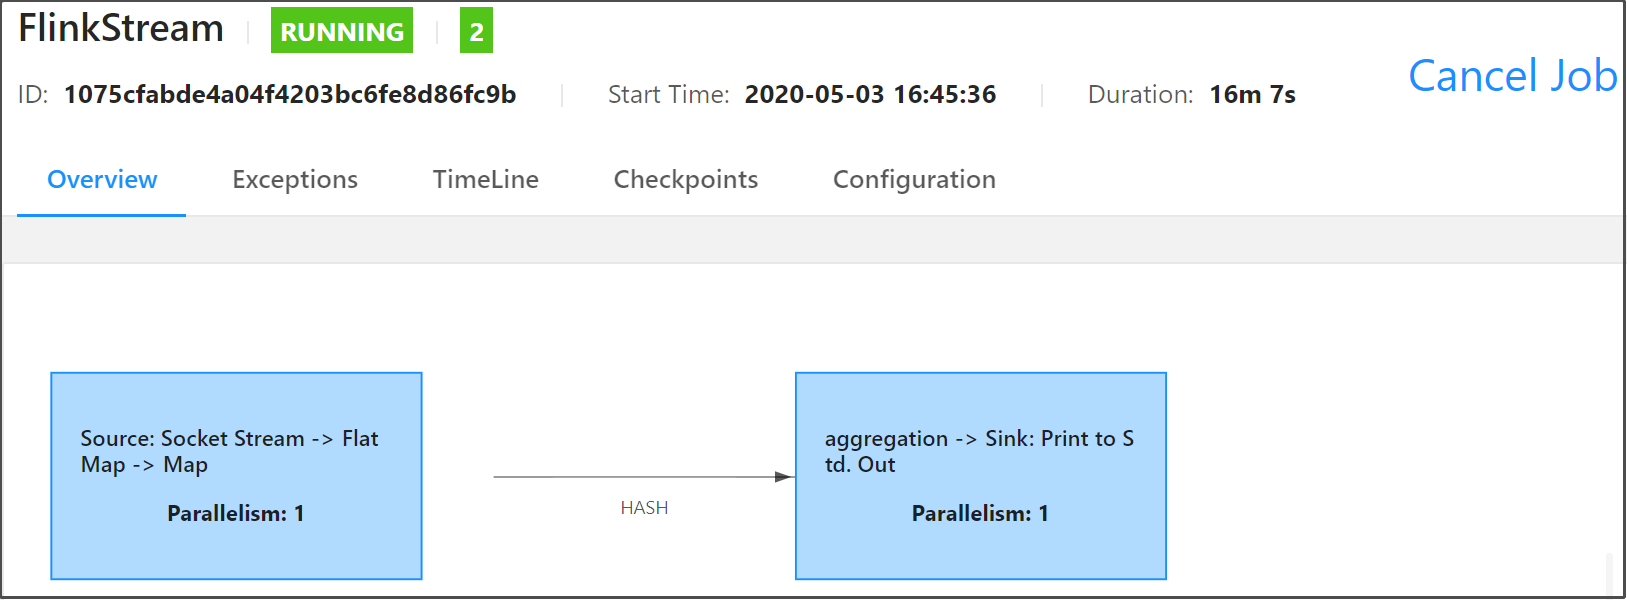 FlinkStream RUNNING 2
ID: 1075cfabde4a04f4203bc6fe8d86fc9b Start Time: 2020-05-03 16:45:36 Duration: 16m 7s Cancel Job
Overview Exceptions TimeLine Checkpoints Configuration
Source: Socket Stream -> Flat
Map -> Map
Parallelism: 1
HASH
aggregation -> Sink: Print to S
td. Out
Parallelism: 1